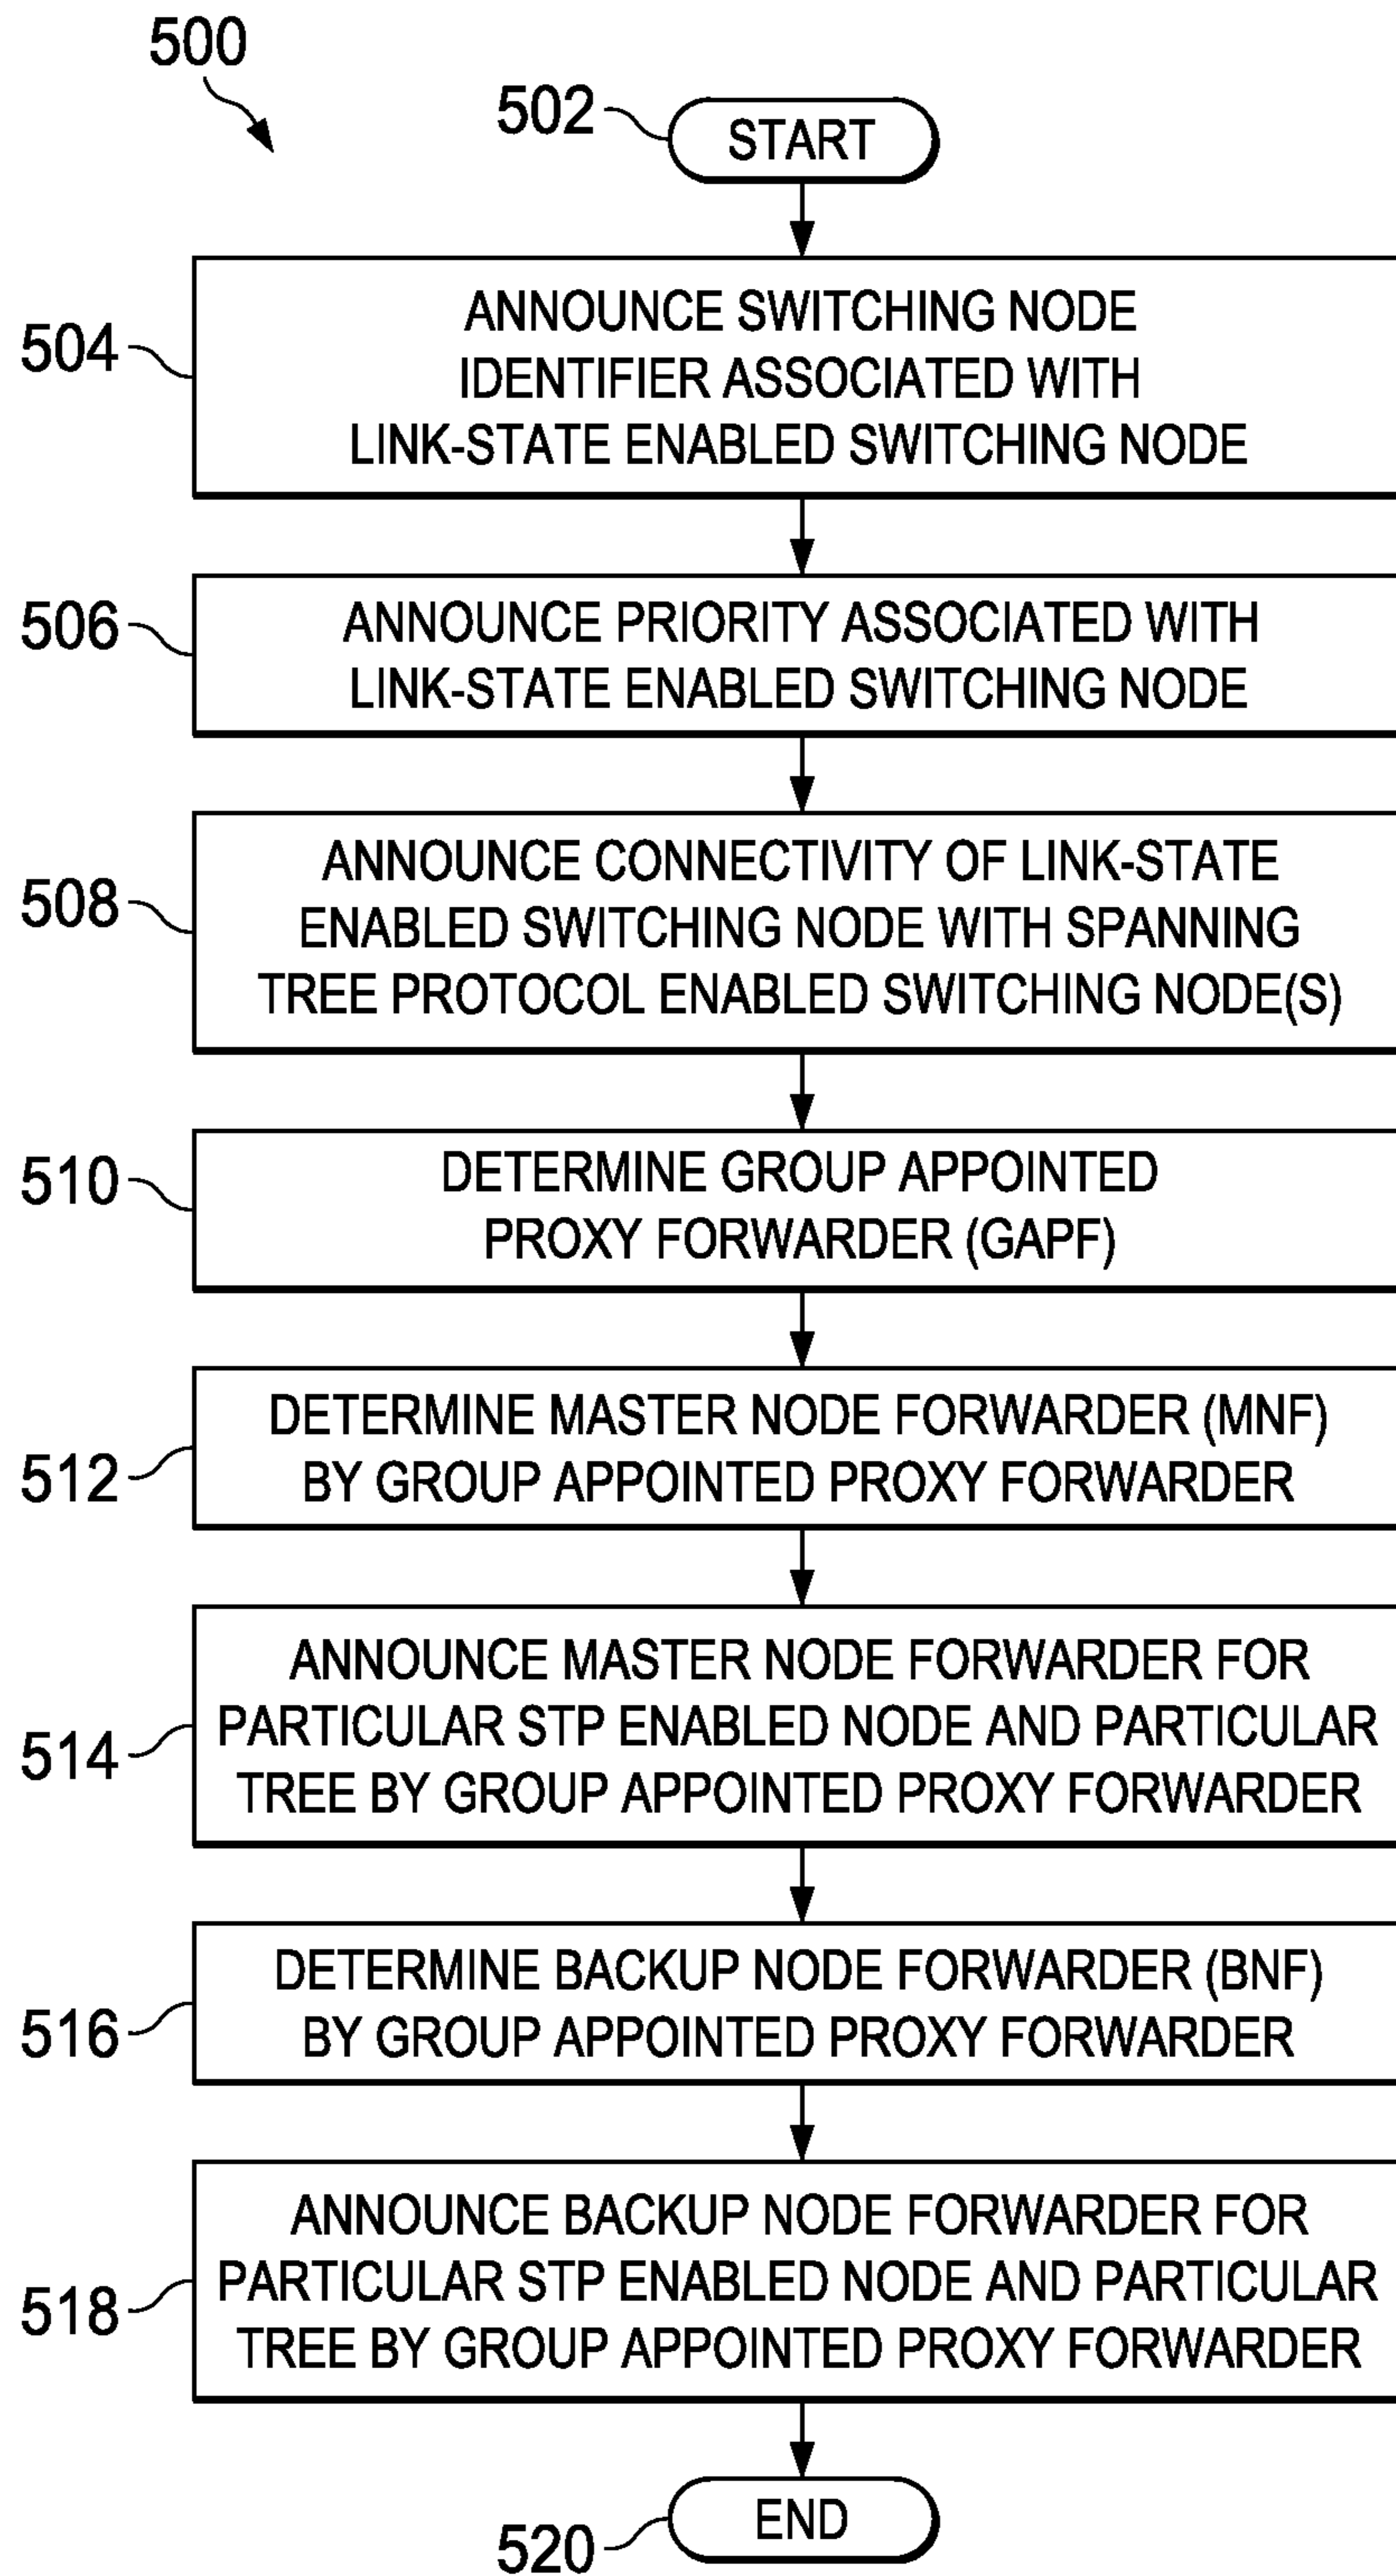 500
502
START
504
ANNOUNCE SWITCHING NODE
IDENTIFIER ASSOCIATED WITH
LINK-STATE ENABLED SWITCHING NODE
506
ANNOUNCE PRIORITY ASSOCIATED WITH
LINK-STATE ENABLED SWITCHING NODE
508
ANNOUNCE CONNECTIVITY OF LINK-STATE
ENABLED SWITCHING NODE WITH SPANNING
TREE PROTOCOL ENABLED SWITCHING NODE(S)
510
DETERMINE GROUP APPOINTED
PROXY FORWARDER (GAPF)
512
DETERMINE MASTER NODE FORWARDER (MNF)
BY GROUP APPOINTED PROXY FORWARDER
514
ANNOUNCE MASTER NODE FORWARDER FOR
PARTICULAR STP ENABLED NODE AND PARTICULAR
TREE BY GROUP APPOINTED PROXY FORWARDER
516
DETERMINE BACKUP NODE FORWARDER (BNF)
BY GROUP APPOINTED PROXY FORWARDER
518
ANNOUNCE BACKUP NODE FORWARDER FOR
PARTICULAR STP ENABLED NODE AND PARTICULAR
TREE BY GROUP APPOINTED PROXY FORWARDER
520
END